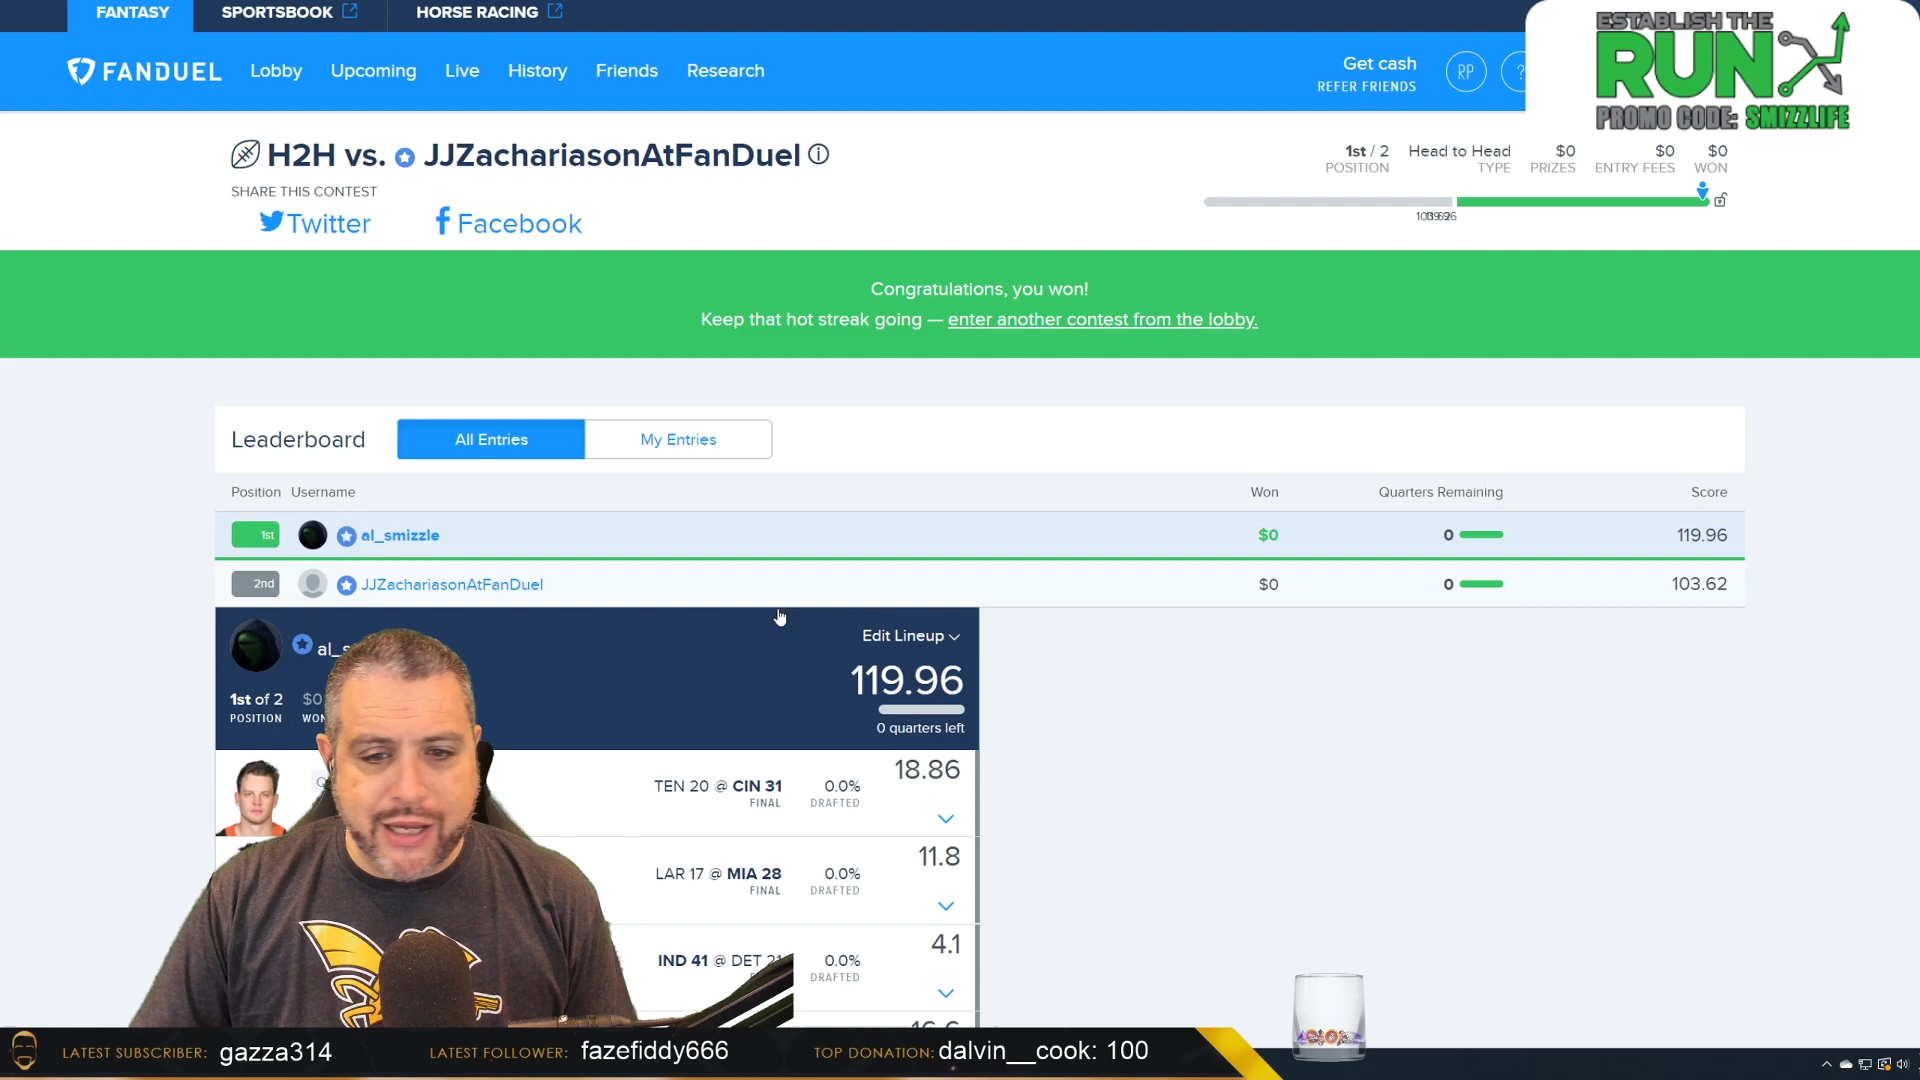 FANTASY SPORTSBOOK HORSE RACING
ESTABLISH THE
RUN
PROMO CODE: SMIZZLIFE
FANDUEL Lobby Upcoming Live History Friends Research
Get cash
REFER FRIENDS
RP ?
H2H vs. JJZachariasonAtFanDuel
SHARE THIS CONTEST
Twitter Facebook
1st / 2 Head to Head $0 $0 $0
POSITION TYPE PRIZES ENTRY FEES WON
Congratulations, you won!
Keep that hot streak going — enter another contest from the lobby.
Leaderboard All Entries My Entries
Position Username Won Quarters Remaining Score
1st al_smizzle $0 0 119.96
2nd JJZachariasonAtFanDuel $0 0 103.62
Edit Lineup
119.96
1st of 2 $0
POSITION
0 quarters left
TEN 20 @ CIN 31 0.0% 18.86
FINAL DRAFTED
LAR 17 @ MIA 28 0.0% 11.8
FINAL DRAFTED
IND 41 @ DET 21 0.0% 4.1
DRAFTED
LATEST SUBSCRIBER: gazza314
LATEST FOLLOWER: fazefiddy666
TOP DONATION: dalvin__cook: 100